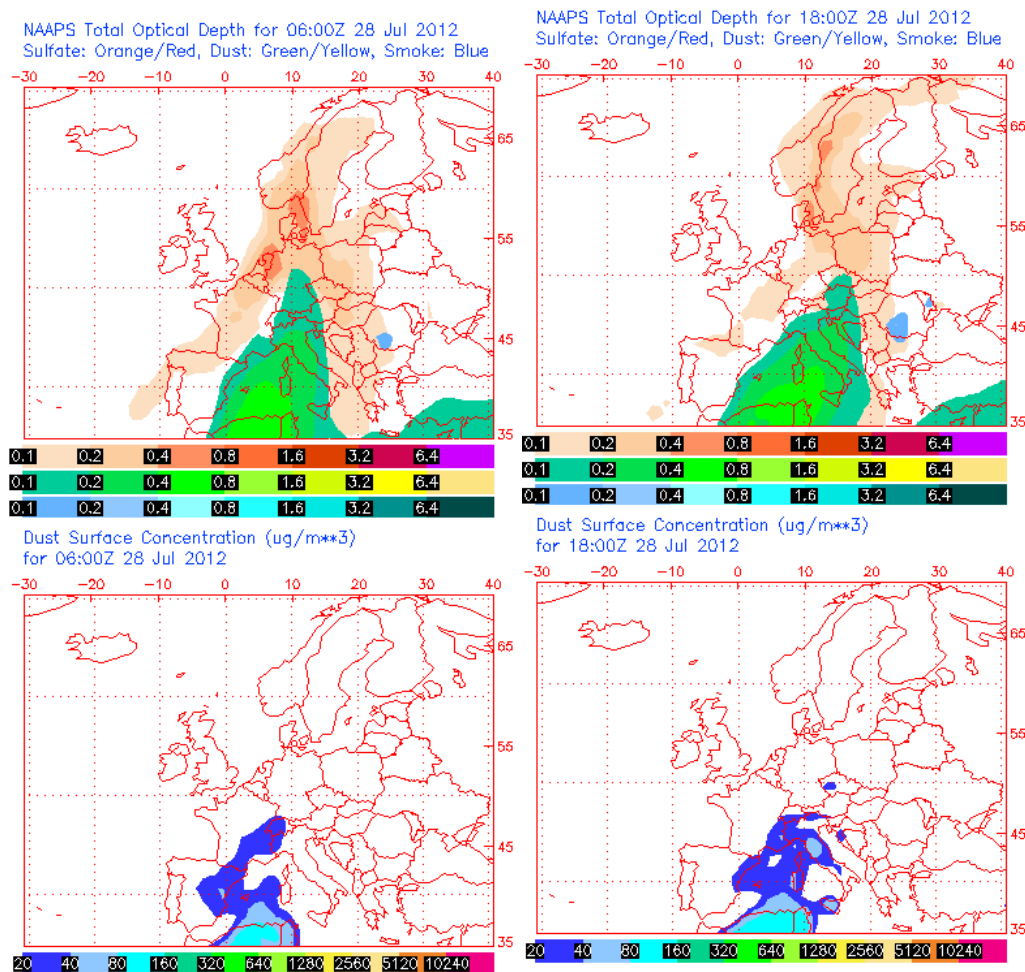 NAAPS Total Optical Depth for 06:00Z 28 Jul 2012
Sulfate: Orange/Red, Dust: Green/Yellow, Smoke: Blue
-30 -20 -10 0 10 20 30 40
65
55
45
35
0.1 0.2 0.4 0.8 1.6 3.2 6.4
0.1 0.2 0.4 0.8 1.6 3.2 6.4
0.1 0.2 0.4 0.8 1.6 3.2 6.4
NAAPS Total Optical Depth for 18:00Z 28 Jul 2012
Sulfate: Orange/Red, Dust: Green/Yellow, Smoke: Blue
-30 -20 -10 0 10 20 30 40
65
55
45
35
0.1 0.2 0.4 0.8 1.6 3.2 6.4
0.1 0.2 0.4 0.8 1.6 3.2 6.4
0.1 0.2 0.4 0.8 1.6 3.2 6.4
Dust Surface Concentration (ug/m**3)
for 06:00Z 28 Jul 2012
-30 -20 -10 0 10 20 30 40
65
55
45
35
20 40 80 160 320 640 1280 2560 5120 10240
Dust Surface Concentration (ug/m**3)
for 18:00Z 28 Jul 2012
-30 -20 -10 0 10 20 30 40
65
55
45
35
20 40 80 160 320 640 1280 2560 5120 10240